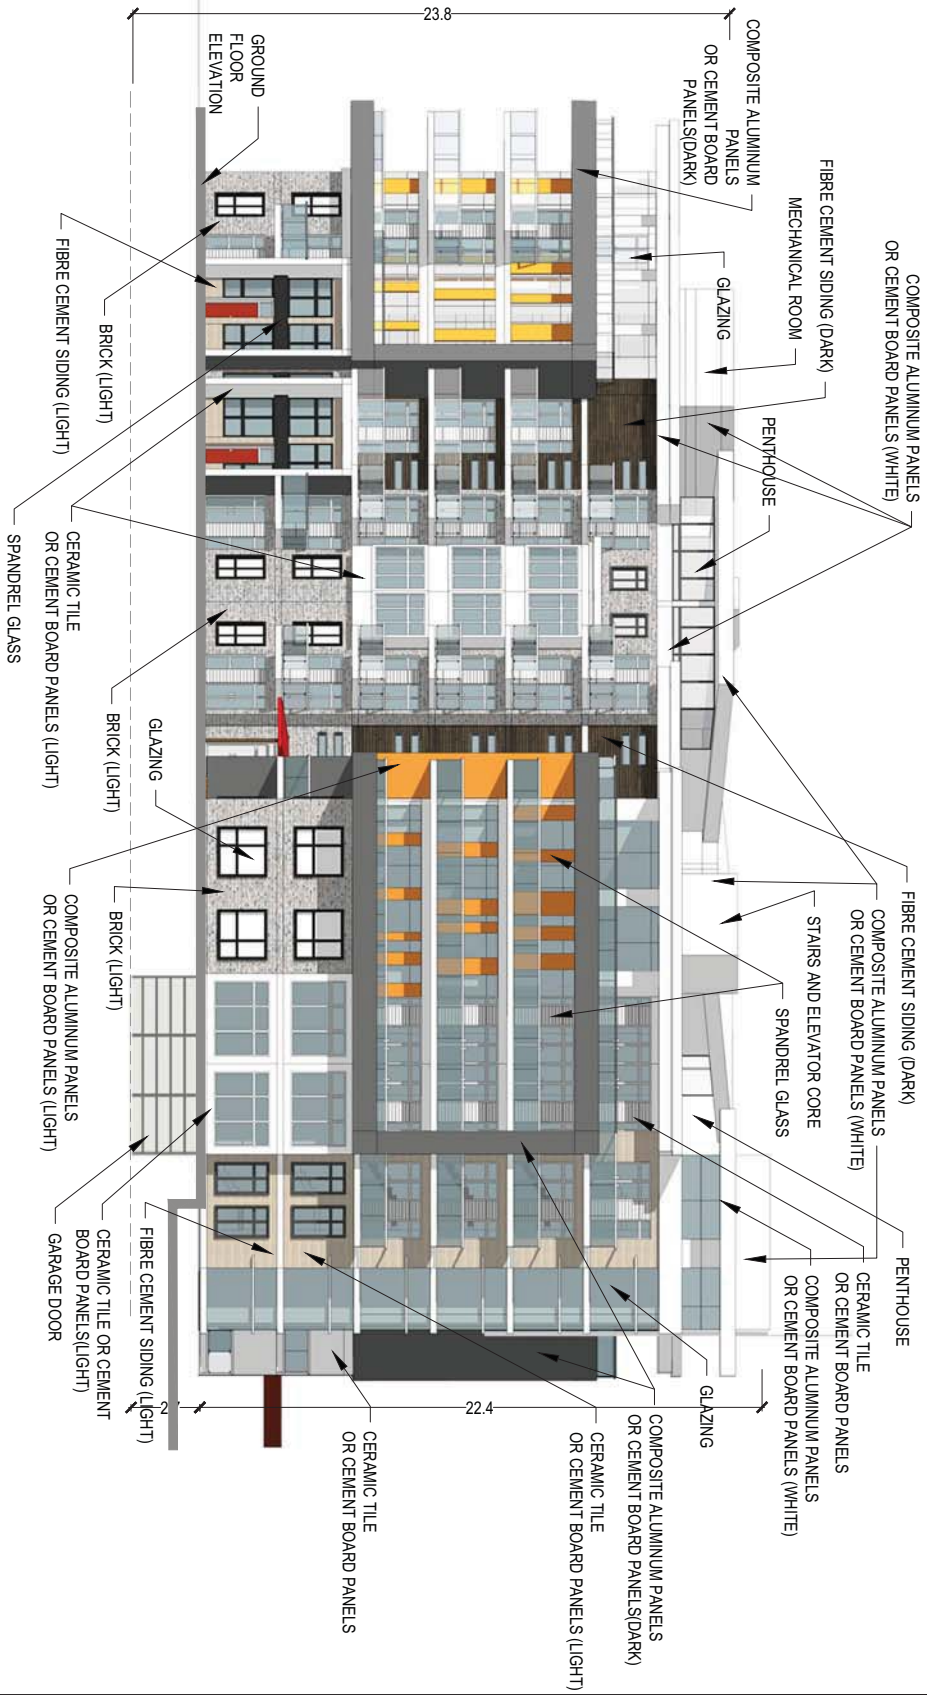 COMPOSITE ALUMINUM PANELS
OR CEMENT BOARD PANELS (WHITE)
FIBRE CEMENT SIDING (DARK)
MECHANICAL ROOM
PENTHOUSE
GLAZING
COMPOSITE ALUMINUM
PANELS
OR CEMENT BOARD
PANELS(DARK)
23.8
GROUND
FLOOR
ELEVATION
FIBRE CEMENT SIDING (DARK)
COMPOSITE ALUMINUM PANELS
OR CEMENT BOARD PANELS (WHITE)
STAIRS AND ELEVATOR CORE
SPANDREL GLASS
PENTHOUSE
CERAMIC TILE
OR CEMENT BOARD PANELS
COMPOSITE ALUMINUM PANELS
OR CEMENT BOARD PANELS (WHITE)
GLAZING
COMPOSITE ALUMINUM PANELS
OR CEMENT BOARD PANELS(DARK)
CERAMIC TILE
OR CEMENT BOARD PANELS (LIGHT)
22.4
CERAMIC TILE
OR CEMENT BOARD PANELS
2.7
BRICK (LIGHT)
FIBRE CEMENT SIDING (LIGHT)
CERAMIC TILE
OR CEMENT BOARD PANELS (LIGHT)
SPANDREL GLASS
GLAZING
BRICK (LIGHT)
BRICK (LIGHT)
COMPOSITE ALUMINUM PANELS
OR CEMENT BOARD PANELS (LIGHT)
FIBRE CEMENT SIDING (LIGHT)
CERAMIC TILE OR CEMENT
BOARD PANELS(LIGHT)
GARAGE DOOR